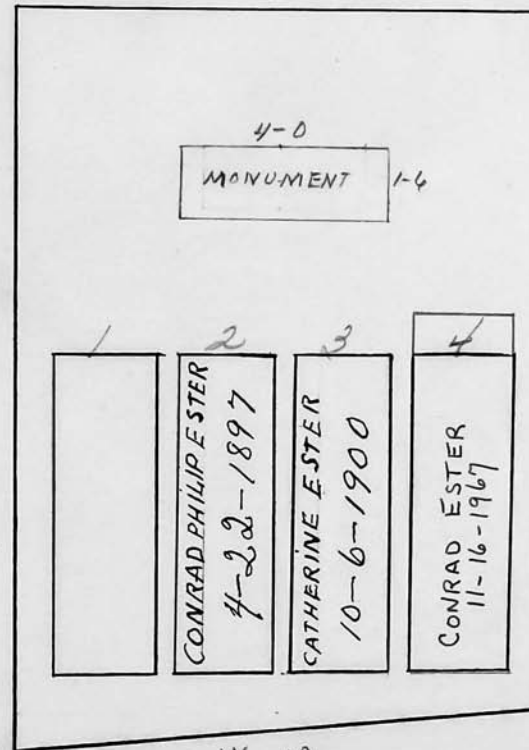 4-0
MONUMENT
1-6
1
2
3
4
CONRAD PHILIP ESTER
4-22-1897
CATHERINE ESTER
10-6-1900
CONRAD ESTER
11-16-1967